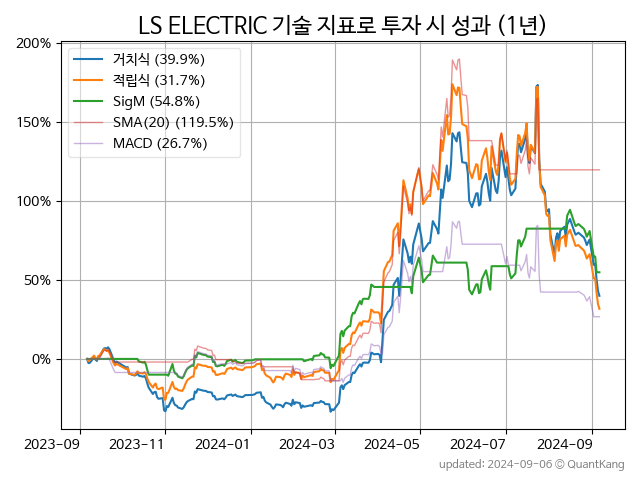 LS ELECTRIC 기술 지표로 투자 시 성과 (1년)
200%
150%
100%
50%
0%
거치식 (39.9%)
적립식 (31.7%)
SigM (54.8%)
SMA(20) (119.5%)
MACD (26.7%)
2023-09
2023-11
2024-01
2024-03
2024-05
2024-07
2024-09
updated: 2024-09-06 © QuantKang